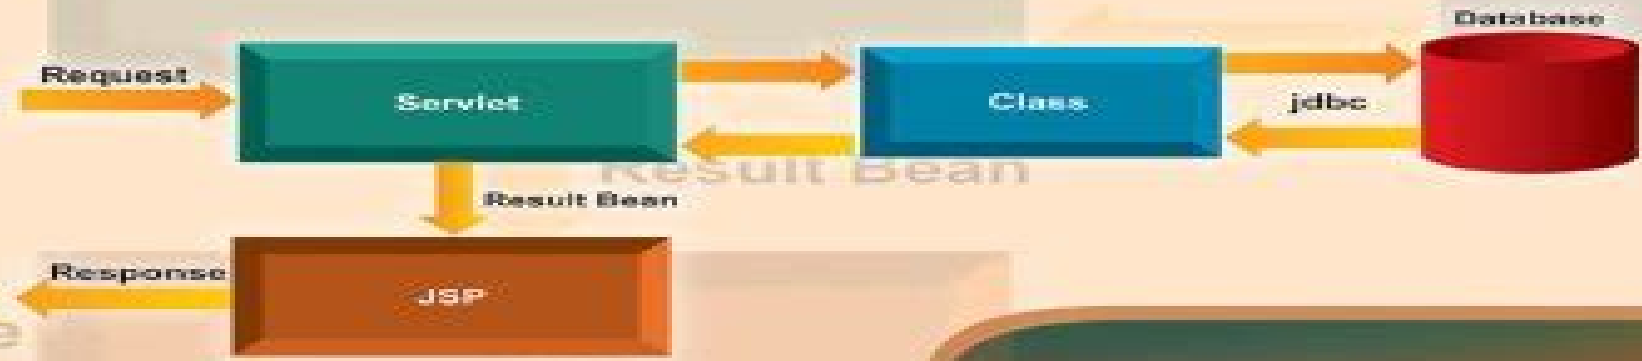 Database
Request
Servlet
Class
jdbc
Result Bean
Result Bean
Response
JSP
e